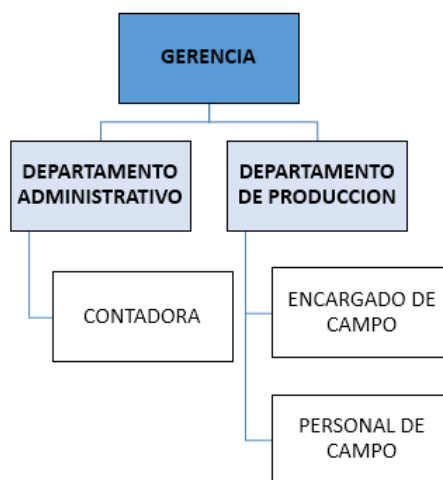 GERENCIA
DEPARTAMENTO
ADMINISTRATIVO
DEPARTAMENTO
DE PRODUCCION
CONTADORA
ENCARGADO DE
CAMPO
PERSONAL DE
CAMPO